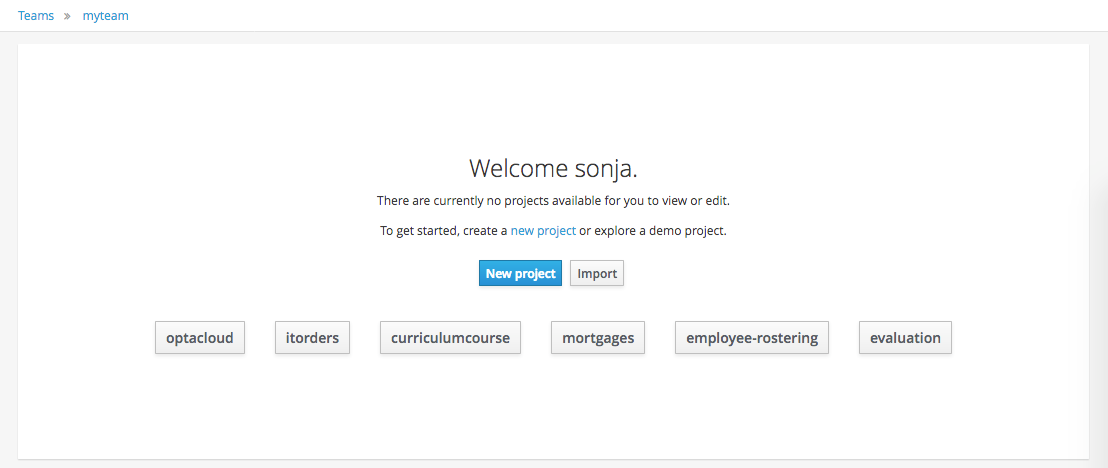 Teams » myteam
Welcome sonja.
There are currently no projects available for you to view or edit.
To get started, create a new project or explore a demo project.
New project Import
optacloud itorders curriculumcourse mortgages employee-rostering evaluation